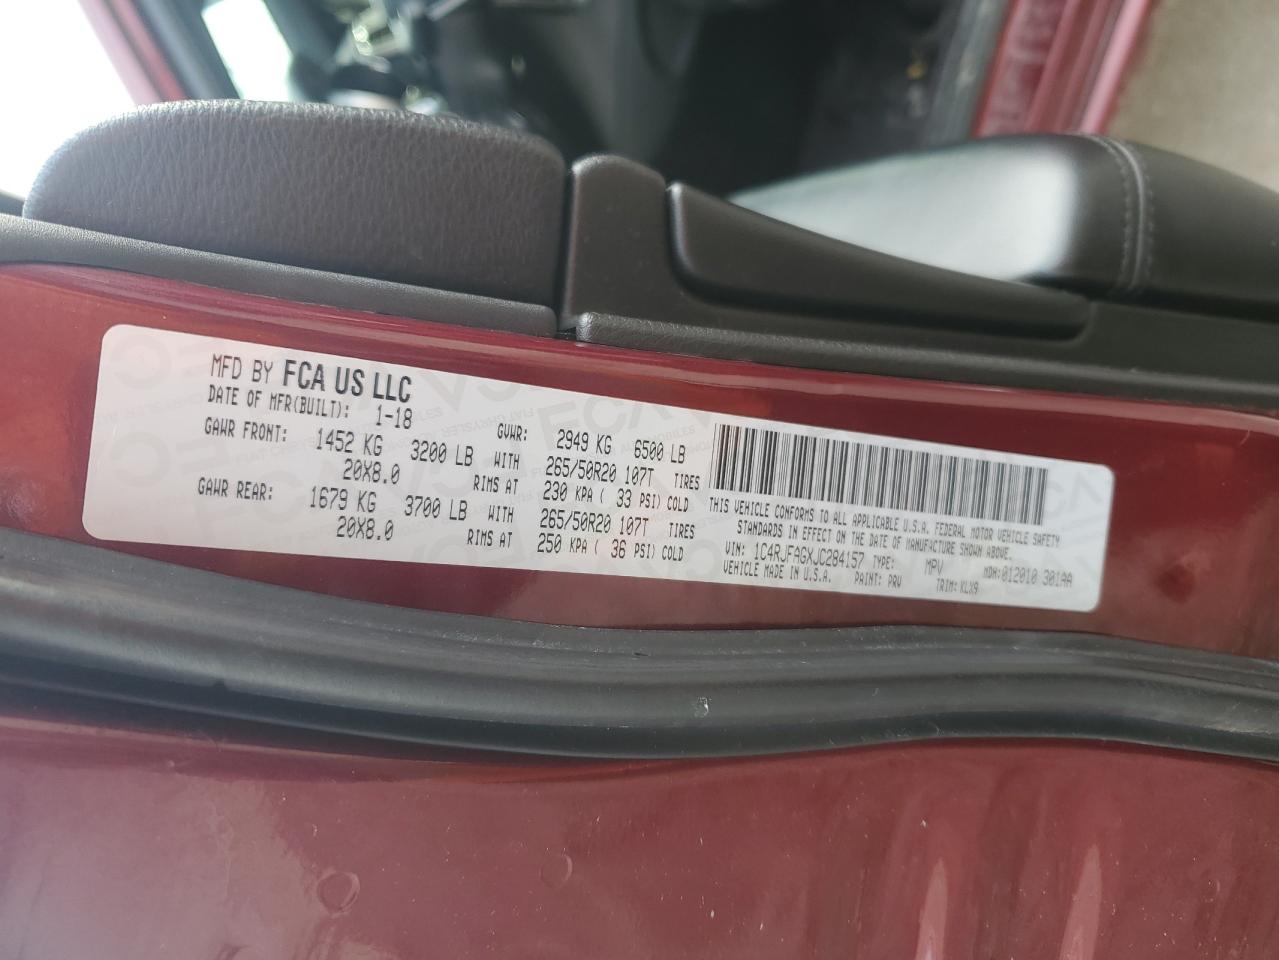 MFD BY FCA US LLC
DATE OF MFR(BUILT): 1-18
GVWR: 2949 KG 6500 LB
GAWR FRONT: 1452 KG 3200 LB WITH 265/50R20 107T TIRES
20X8.0 RIMS AT 230 KPA ( 33 PSI) COLD
GAWR REAR: 1679 KG 3700 LB WITH 265/50R20 107T TIRES
20X8.0 RIMS AT 250 KPA ( 36 PSI) COLD
THIS VEHICLE CONFORMS TO ALL APPLICABLE U.S.A. FEDERAL MOTOR VEHICLE SAFETY
STANDARDS IN EFFECT ON THE DATE OF MANUFACTURE SHOWN ABOVE.
VIN: 1C4RJFAGXJC284157 TYPE: MPV MDH:012010 301AA
VEHICLE MADE IN U.S.A. PAINT: PRV TRIM: KLX9